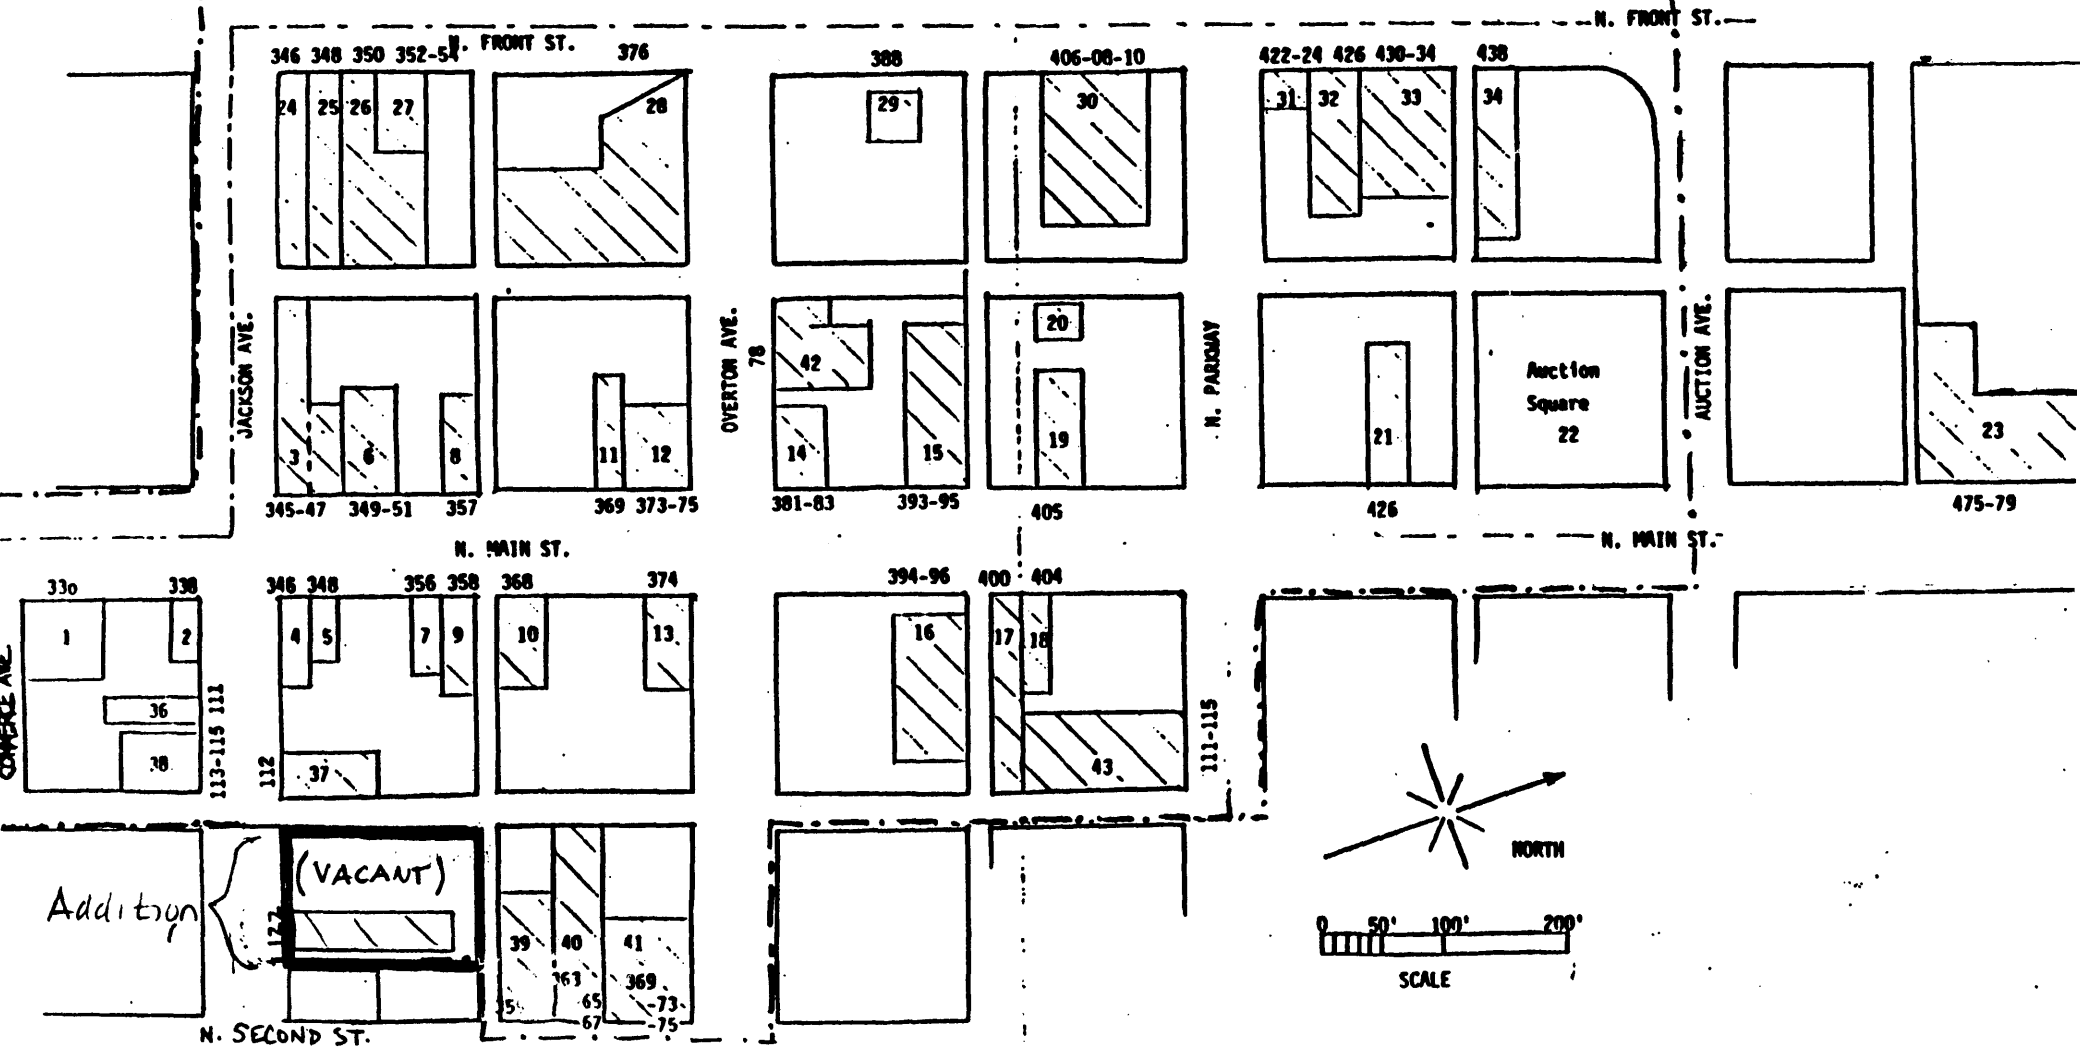 N. FRONT ST.
346 348 350 352-54 N. FRONT ST. 376 388 406-08-10 422-24 426 430-34 438
24 25 26 27 28 29 30 31 32 33 34
JACKSON AVE.
OVERTON AVE.
78
N. PARKWAY
AUCTION AVE.
42 20
Auction
Square
22
3 6 8 11 12 14 15 19 21 23
345-47 349-51 357 369 373-75 381-83 393-95 405 426 475-79
N. MAIN ST. N. MAIN ST.
330 338 346 348 356 358 368 374 394-96 400 404
COMMERCE AVE.
1 2 4 5 7 9 10 13 16 17 18
36
38
111
113-115
112
37
43
111-115
NORTH
(VACANT)
Addition
127
39 40 41
363 369
65 -73
67 -75
0 50' 100' 200'
SCALE
N. SECOND ST.